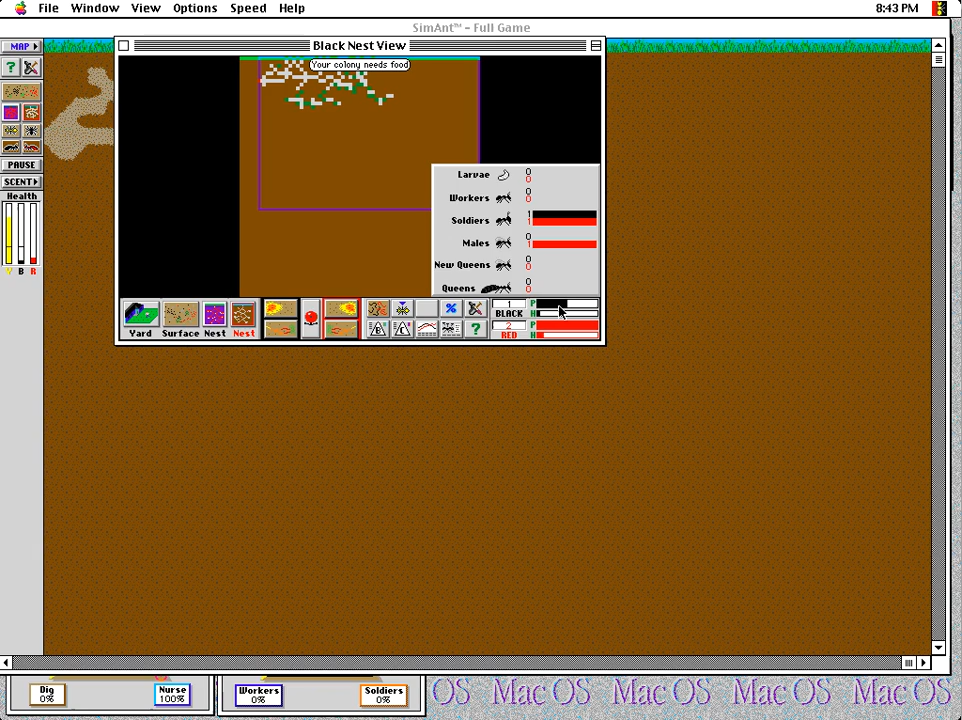 File Window View Options Speed Help 8:43 PM
SimAnt™ – Full Game
MAP
Black Nest View
Your colony needs food
?
PAUSE
SCENT
Health
Y B R
Larvae 0
0
Workers 0
0
Soldiers 1
1
Males 0
1
New Queens 0
0
Queens 0
0
Yard Surface Nest Nest
%
B C ?
1 P
BLACK H
2 P
RED H
Dig
0%
Nurse
100%
Workers
0%
Soldiers
0%
OS Mac OS Mac OS Mac OS Mac OS